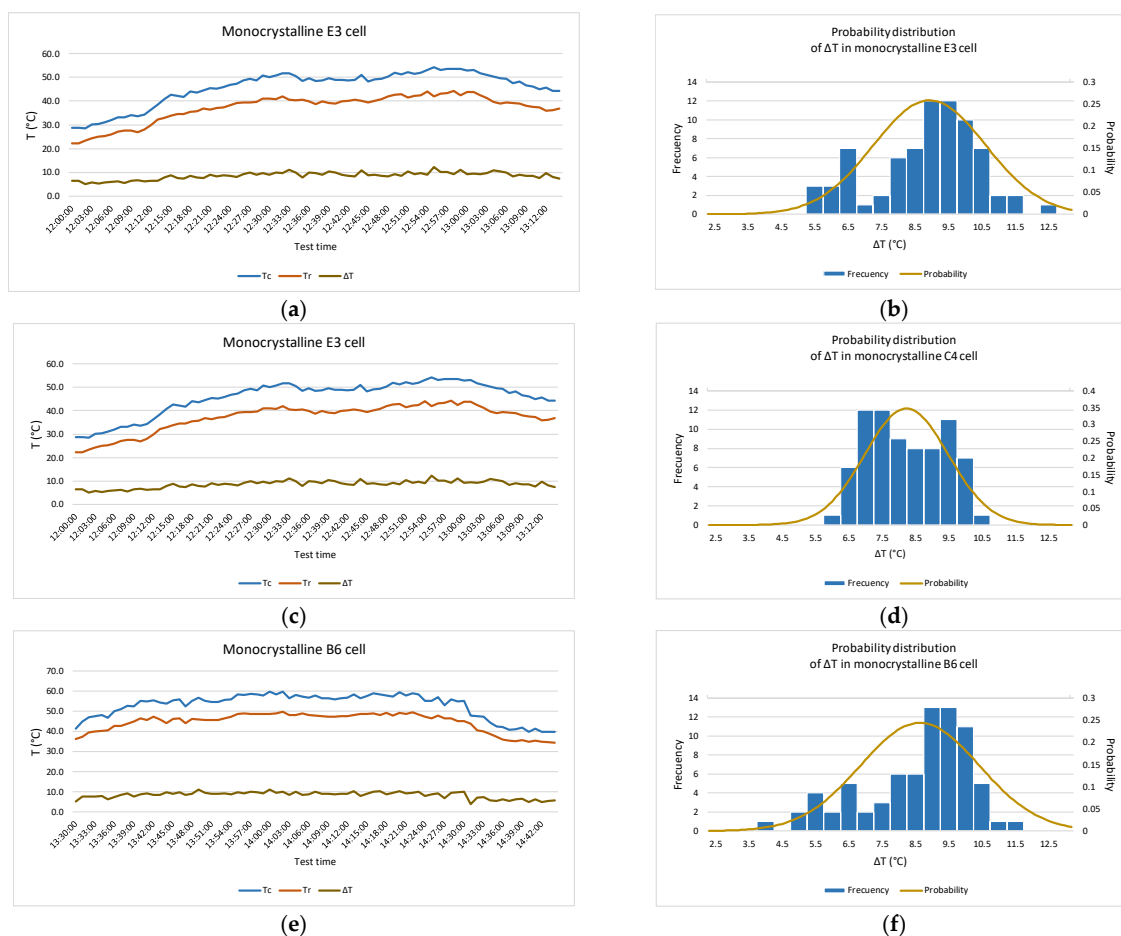 Monocrystalline E3 cell
T (°C)
60.0
50.0
40.0
30.0
20.0
10.0
0.0
12:00:00 12:03:00 12:06:00 12:09:00 12:12:00 12:15:00 12:18:00 12:21:00 12:24:00 12:27:00 12:30:00 12:33:00 12:36:00 12:39:00 12:42:00 12:45:00 12:48:00 12:51:00 12:54:00 12:57:00 13:00:00 13:03:00 13:06:00 13:09:00 13:12:00
Test time
Tc Tr ΔT
(a)
Probability distribution
of ΔT in monocrystalline E3 cell
Frecuency
14 0.3
12 0.25
10 0.2
8 0.15
6 0.1
4 0.05
2 0
0
Probability
2.5 3.5 4.5 5.5 6.5 7.5 8.5 9.5 10.5 11.5 12.5
ΔT (°C)
Frecuency Probability
(b)
Monocrystalline E3 cell
T (°C)
60.0
50.0
40.0
30.0
20.0
10.0
0.0
12:00:00 12:03:00 12:06:00 12:09:00 12:12:00 12:15:00 12:18:00 12:21:00 12:24:00 12:27:00 12:30:00 12:33:00 12:36:00 12:39:00 12:42:00 12:45:00 12:48:00 12:51:00 12:54:00 12:57:00 13:00:00 13:03:00 13:06:00 13:09:00 13:12:00
Test time
Tc Tr ΔT
(c)
Probability distribution
of ΔT in monocrystalline C4 cell
Frecuency
14 0.4
12 0.35
10 0.3
8 0.25
6 0.2
4 0.15
2 0.1
0 0.05
0
Probability
2.5 3.5 4.5 5.5 6.5 7.5 8.5 9.5 10.5 11.5 12.5
ΔT (°C)
Frecuency Probability
(d)
Monocrystalline B6 cell
T (°C)
70.0
60.0
50.0
40.0
30.0
20.0
10.0
0.0
13:30:00 13:33:00 13:36:00 13:39:00 13:42:00 13:45:00 13:48:00 13:51:00 13:54:00 13:57:00 14:00:00 14:03:00 14:06:00 14:09:00 14:12:00 14:15:00 14:18:00 14:21:00 14:24:00 14:27:00 14:30:00 14:33:00 14:36:00 14:39:00 14:42:00
Test time
Tc Tr ΔT
(e)
Probability distribution
of ΔT in monocrystalline B6 cell
Frecuency
14 0.3
12 0.25
10 0.2
8 0.15
6 0.1
4 0.05
2 0
0
Probability
2.5 3.5 4.5 5.5 6.5 7.5 8.5 9.5 10.5 11.5 12.5
ΔT (°C)
Frecuency Probability
(f)